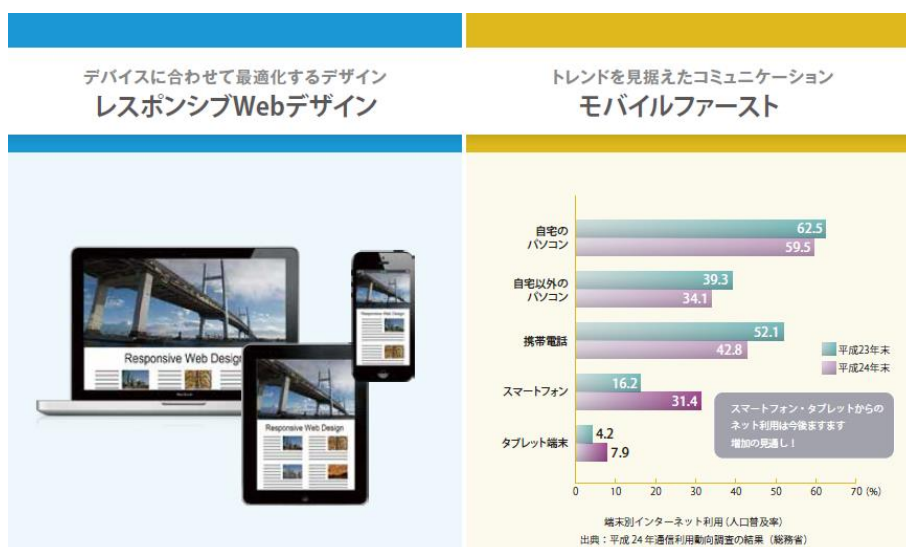 デバイスに合わせて最適化するデザイン
レスポンシブWebデザイン
Responsive Web Design
Responsive Web Design
Responsive Web Design
トレンドを見据えたコミュニケーション
モバイルファースト
自宅の
パソコン
62.5
59.5
自宅以外の
パソコン
39.3
34.1
携帯電話
52.1
42.8
スマートフォン
16.2
31.4
タブレット端末
4.2
7.9
平成23年末
平成24年末
スマートフォン・タブレットからの
ネット利用は今後ますます
増加の見通し！
0 10 20 30 40 50 60 70 (%)
端末別インターネット利用（人口普及率）
出典：平成24年通信利用動向調査の結果（総務省）